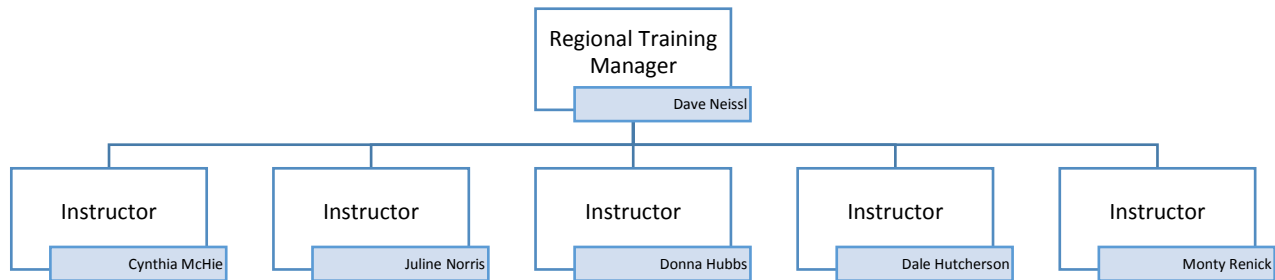 Regional Training
Manager
Dave Neissl
Instructor
Cynthia McHie
Instructor
Juline Norris
Instructor
Donna Hubbs
Instructor
Dale Hutcherson
Instructor
Monty Renick